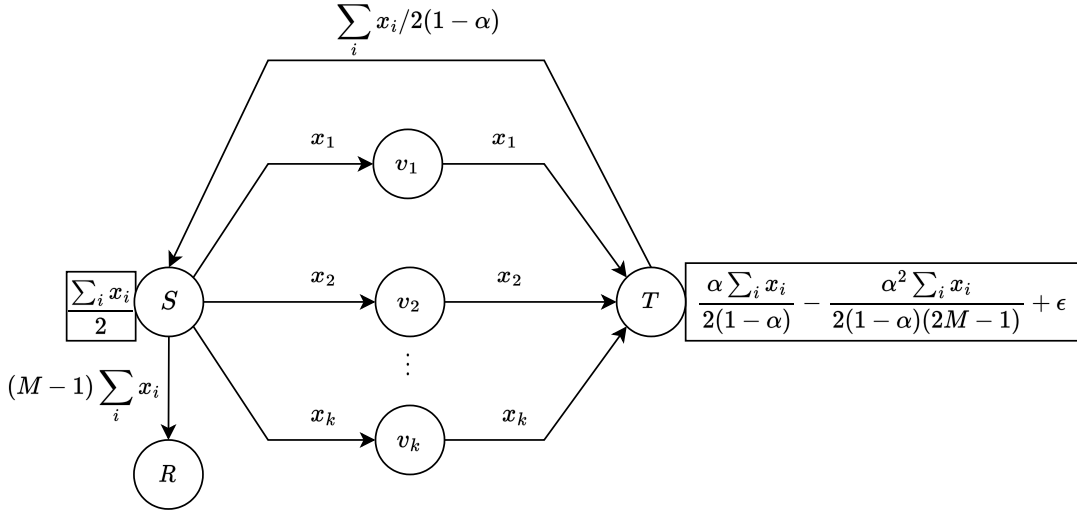 ∑_i x_i/2(1 − α)
x_1 x_1
v_1
x_2 x_2
∑_i x_i / 2 S v_2 T α ∑_i x_i / 2(1 − α) − α^2 ∑_i x_i / 2(1 − α)(2M − 1) + ϵ
⋮
(M − 1) ∑_i x_i
x_k x_k
v_k
R